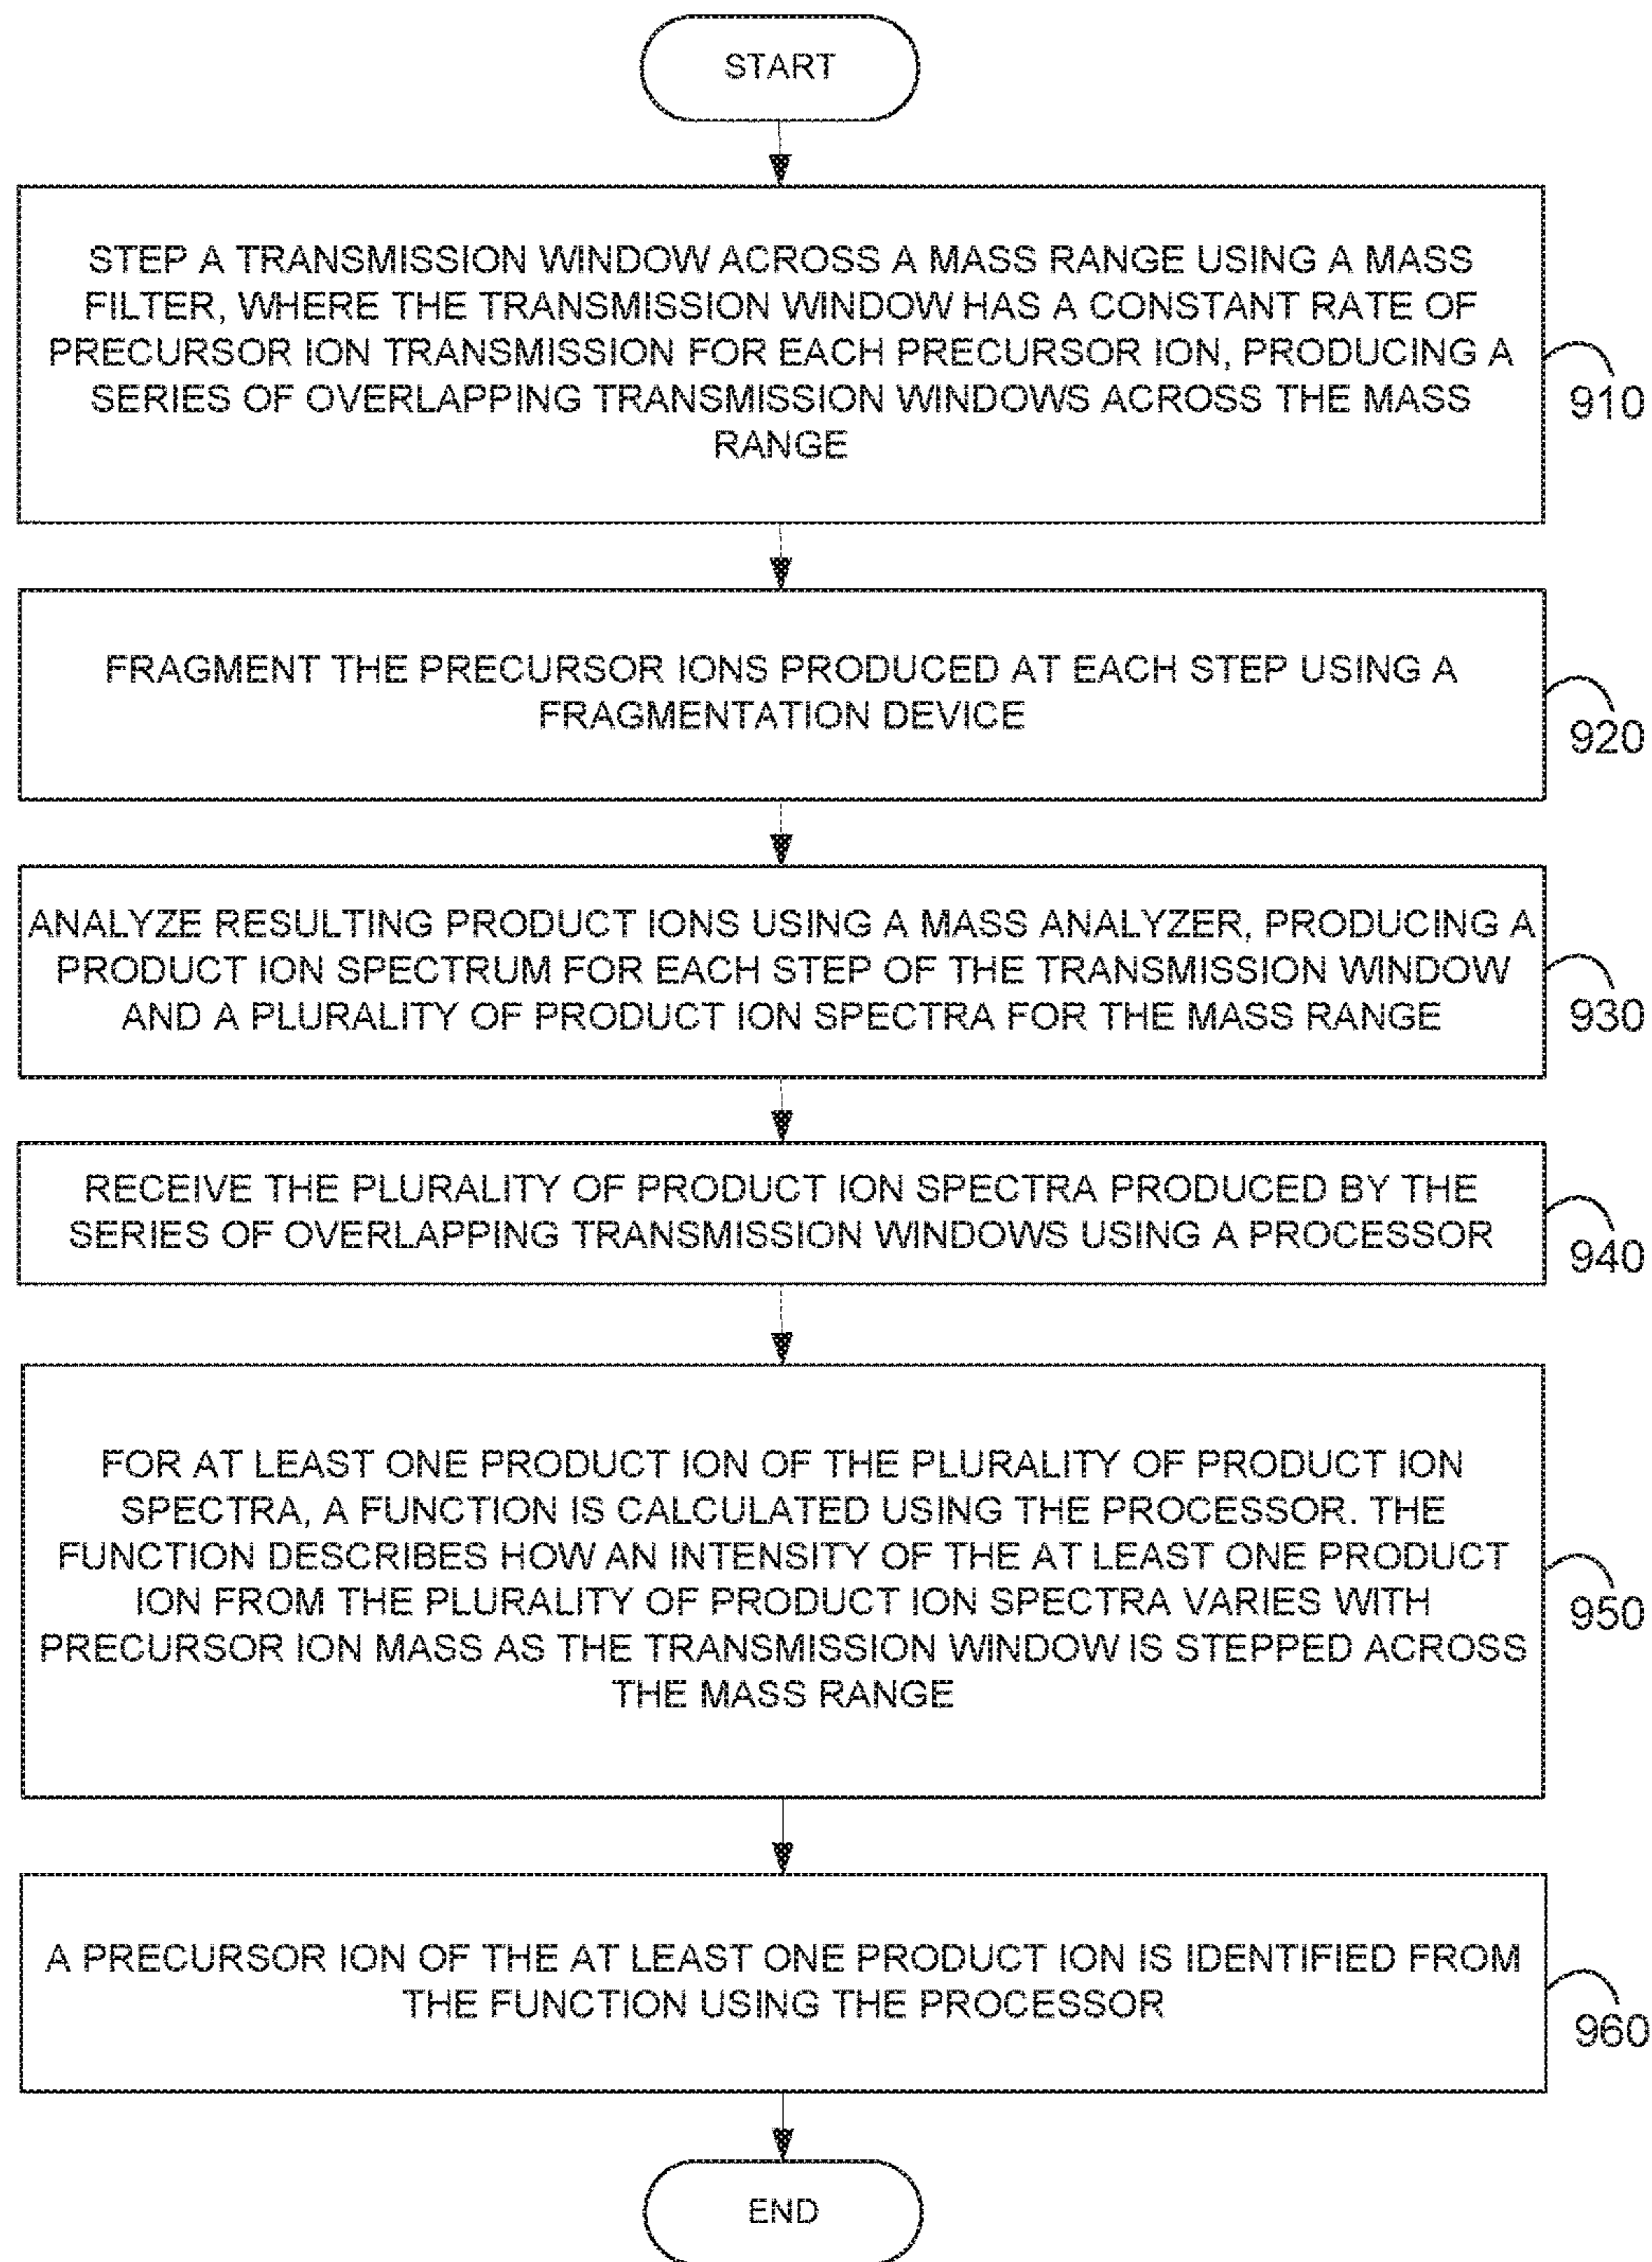 START
STEP A TRANSMISSION WINDOW ACROSS A MASS RANGE USING A MASS
FILTER, WHERE THE TRANSMISSION WINDOW HAS A CONSTANT RATE OF
PRECURSOR ION TRANSMISSION FOR EACH PRECURSOR ION, PRODUCING A
SERIES OF OVERLAPPING TRANSMISSION WINDOWS ACROSS THE MASS
RANGE
910
FRAGMENT THE PRECURSOR IONS PRODUCED AT EACH STEP USING A
FRAGMENTATION DEVICE
920
ANALYZE RESULTING PRODUCT IONS USING A MASS ANALYZER, PRODUCING A
PRODUCT ION SPECTRUM FOR EACH STEP OF THE TRANSMISSION WINDOW
AND A PLURALITY OF PRODUCT ION SPECTRA FOR THE MASS RANGE
930
RECEIVE THE PLURALITY OF PRODUCT ION SPECTRA PRODUCED BY THE
SERIES OF OVERLAPPING TRANSMISSION WINDOWS USING A PROCESSOR
940
FOR AT LEAST ONE PRODUCT ION OF THE PLURALITY OF PRODUCT ION
SPECTRA, A FUNCTION IS CALCULATED USING THE PROCESSOR. THE
FUNCTION DESCRIBES HOW AN INTENSITY OF THE AT LEAST ONE PRODUCT
ION FROM THE PLURALITY OF PRODUCT ION SPECTRA VARIES WITH
PRECURSOR ION MASS AS THE TRANSMISSION WINDOW IS STEPPED ACROSS
THE MASS RANGE
950
A PRECURSOR ION OF THE AT LEAST ONE PRODUCT ION IS IDENTIFIED FROM
THE FUNCTION USING THE PROCESSOR
960
END